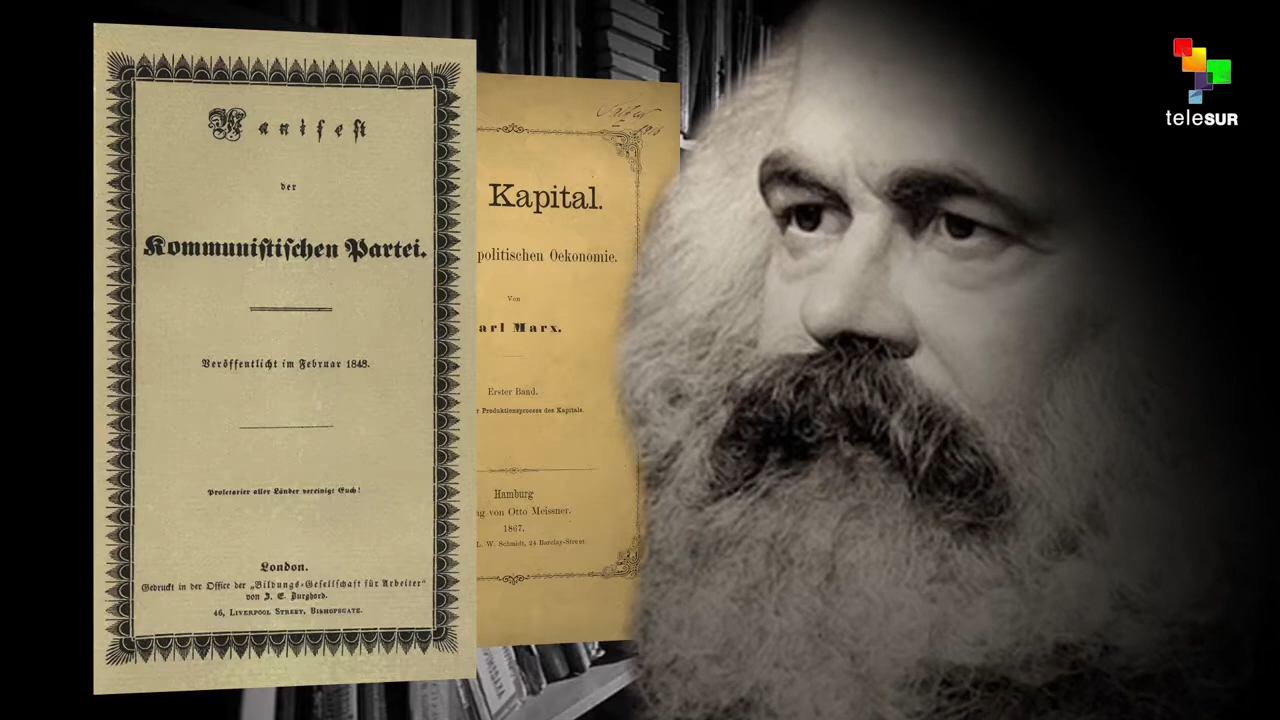 Manifest
der
Kommunistischen Partei.
Veröffentlicht im Februar 1848.
Proletarier aller Länder vereinigt Euch!
London.
Gedruckt in der Office der „Bildungs-Gesellschaft für Arbeiter"
von J. E. Burghard.
46, LIVERPOOL STREET, BISHOPSGATE.
Kapital.
politischen Oekonomie.
Von
arl Marx.
Erster Band.
r Produktionsprocess des Kapitals.
Hamburg
ag von Otto Meissner.
1867.
L. W. Schmidt, 24 Barclay-Street
teleSUR